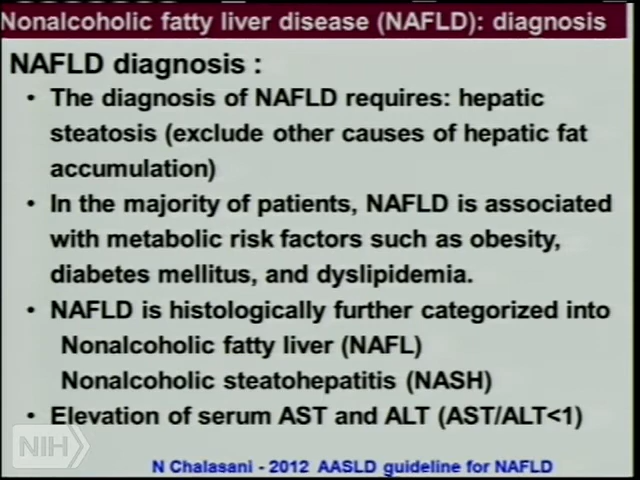 Nonalcoholic fatty liver disease (NAFLD): diagnosis
NAFLD diagnosis :
• The diagnosis of NAFLD requires: hepatic
steatosis (exclude other causes of hepatic fat
accumulation)
• In the majority of patients, NAFLD is associated
with metabolic risk factors such as obesity,
diabetes mellitus, and dyslipidemia.
• NAFLD is histologically further categorized into
Nonalcoholic fatty liver (NAFL)
Nonalcoholic steatohepatitis (NASH)
• Elevation of serum AST and ALT (AST/ALT<1)
NIH
N Chalasani - 2012 AASLD guideline for NAFLD